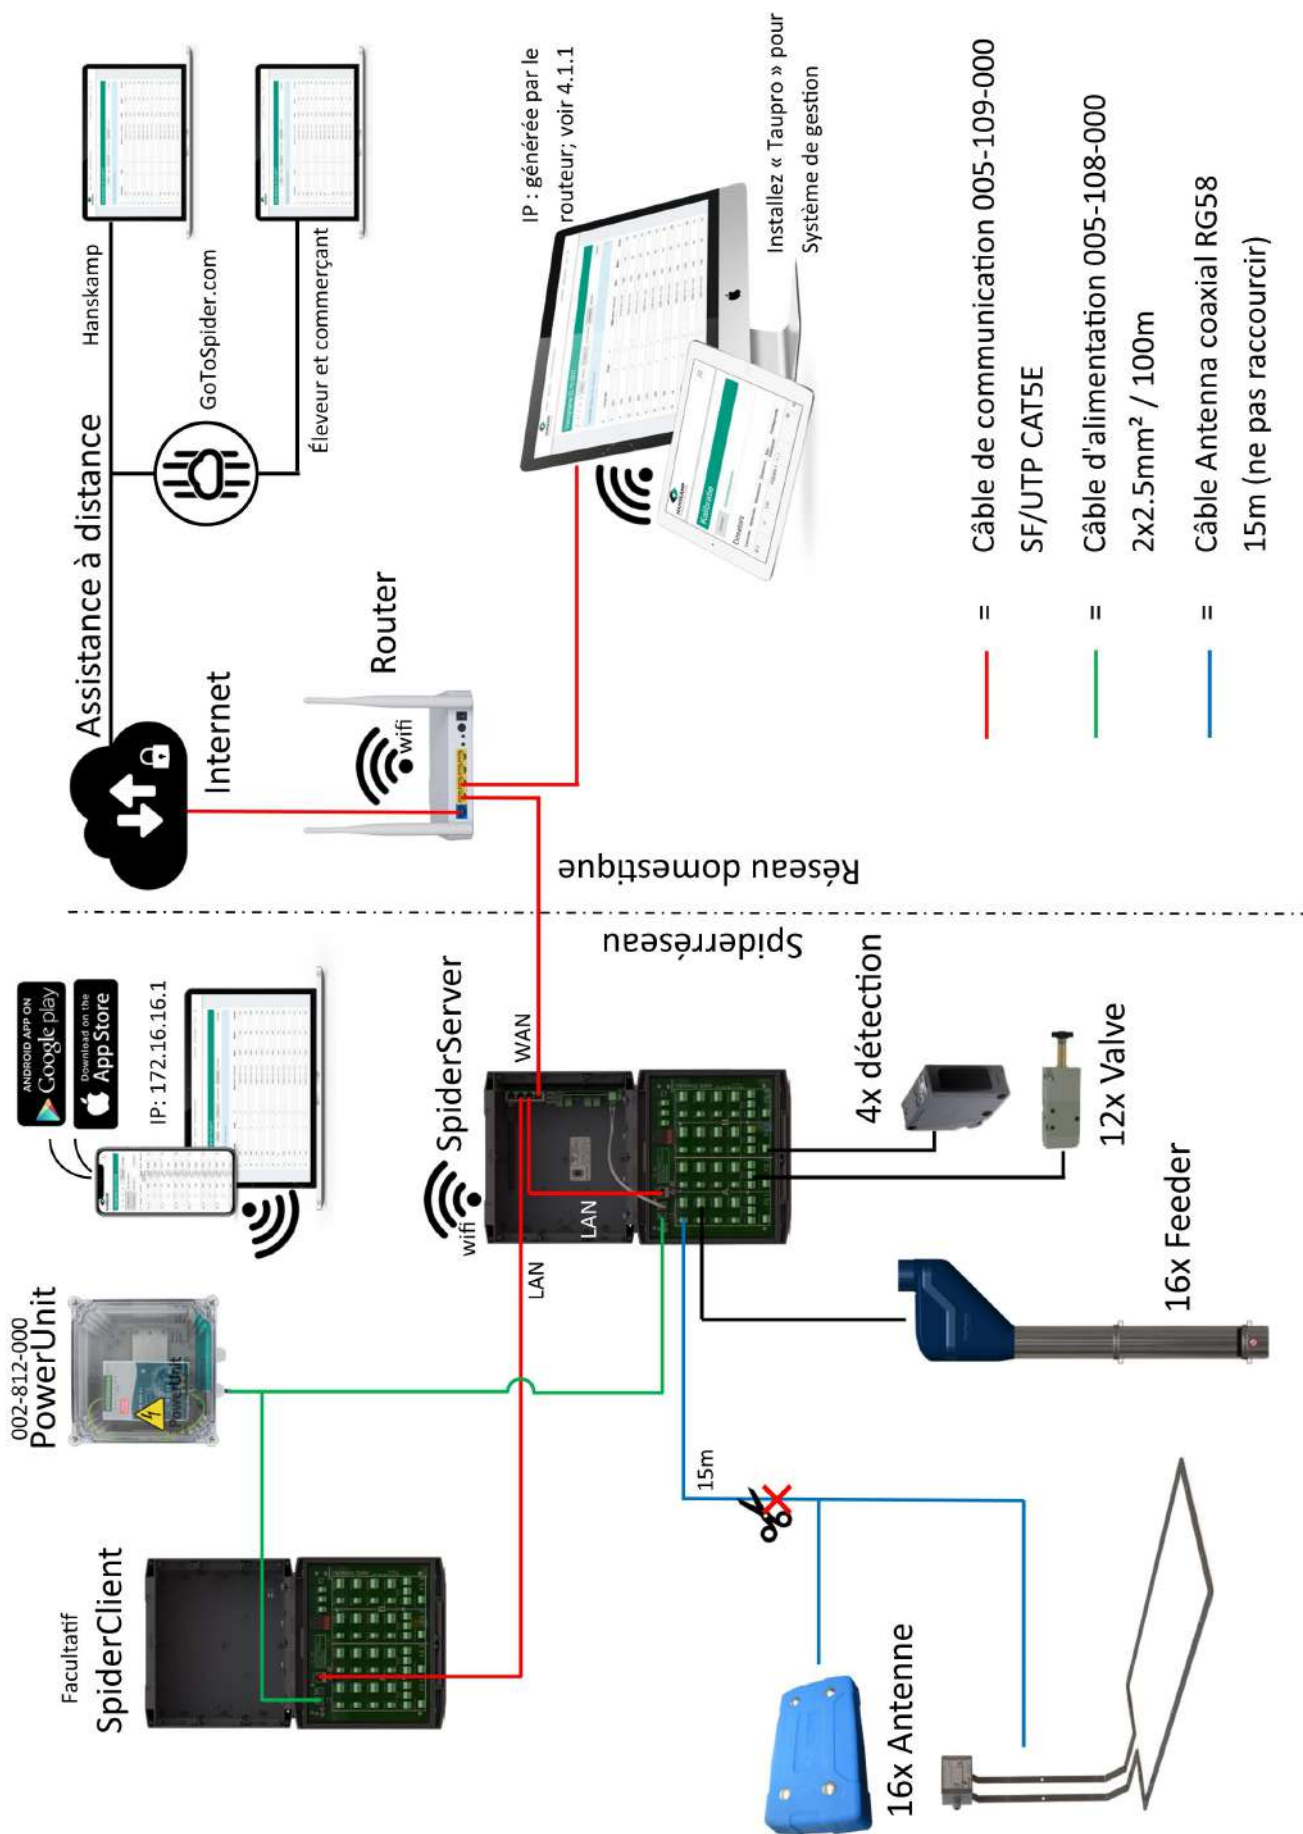 Facultatif
SpiderClient
002-812-000
PowerUnit
PowerUnit
ANDROID APP ON
Google play
Download on the
App Store
IP: 172.16.16.1
wifi
SpiderServer
LAN
LAN
WAN
15m
16x Antenne
16x Feeder
12x Valve
4x détection
Spiderréseau
Réseau domestique
Assistance à distance
Internet
Hanskamp
GoToSpider.com
Éleveur et commerçant
wifi
Router
IP : générée par le
routeur; voir 4.1.1
Kalibratie
Installez « Taupro » pour
Système de gestion
= Câble de communication 005-109-000
SF/UTP CAT5E
= Câble d'alimentation 005-108-000
2x2.5mm² / 100m
= Câble Antenna coaxial RG58
15m (ne pas raccourcir)